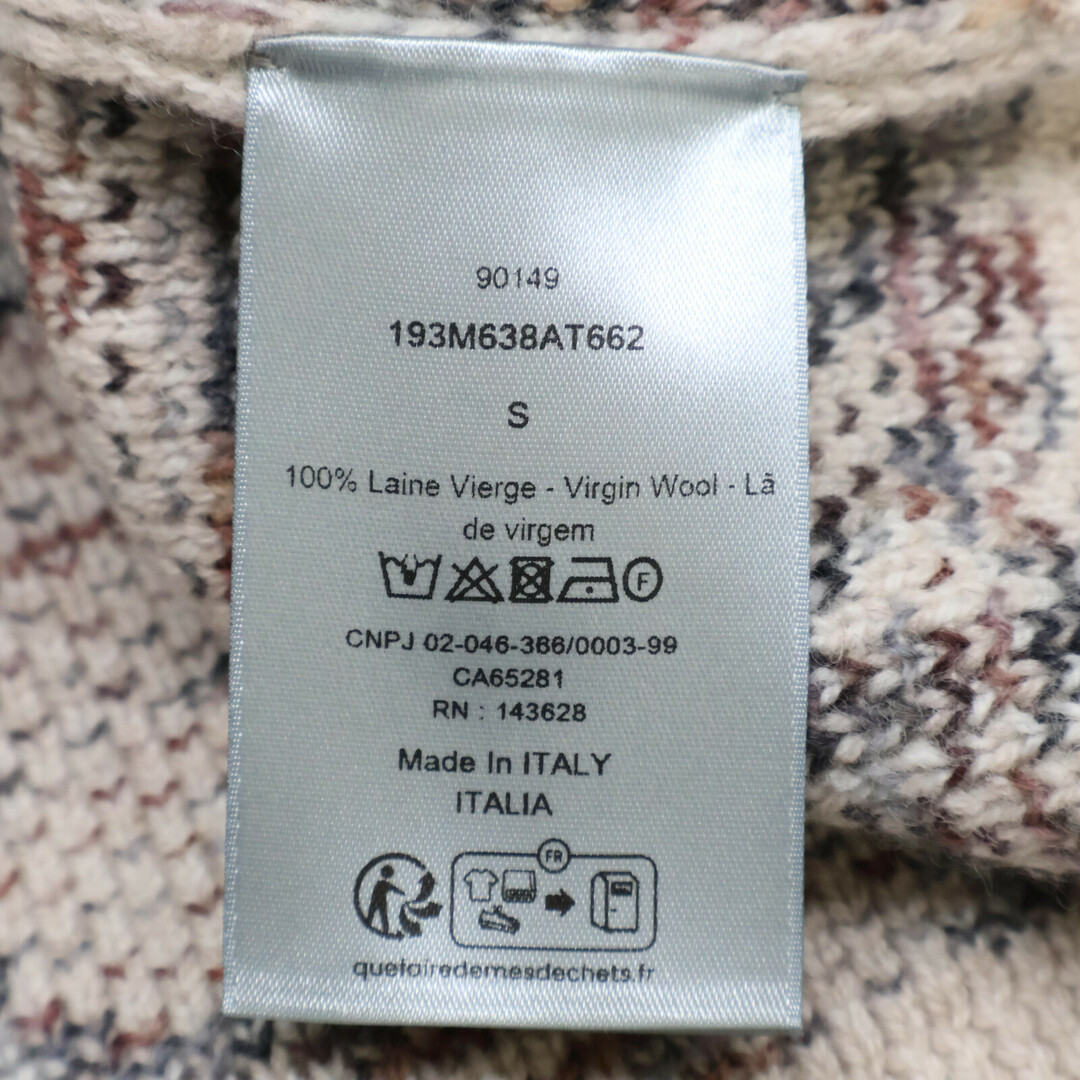 90149
193M638AT662
S
100% Laine Vierge - Virgin Wool - Lã
de virgem
F
CNPJ 02-046-366/0003-99
CA65281
RN : 143628
Made In ITALY
ITALIA
FR
quefairedemesdechets.fr